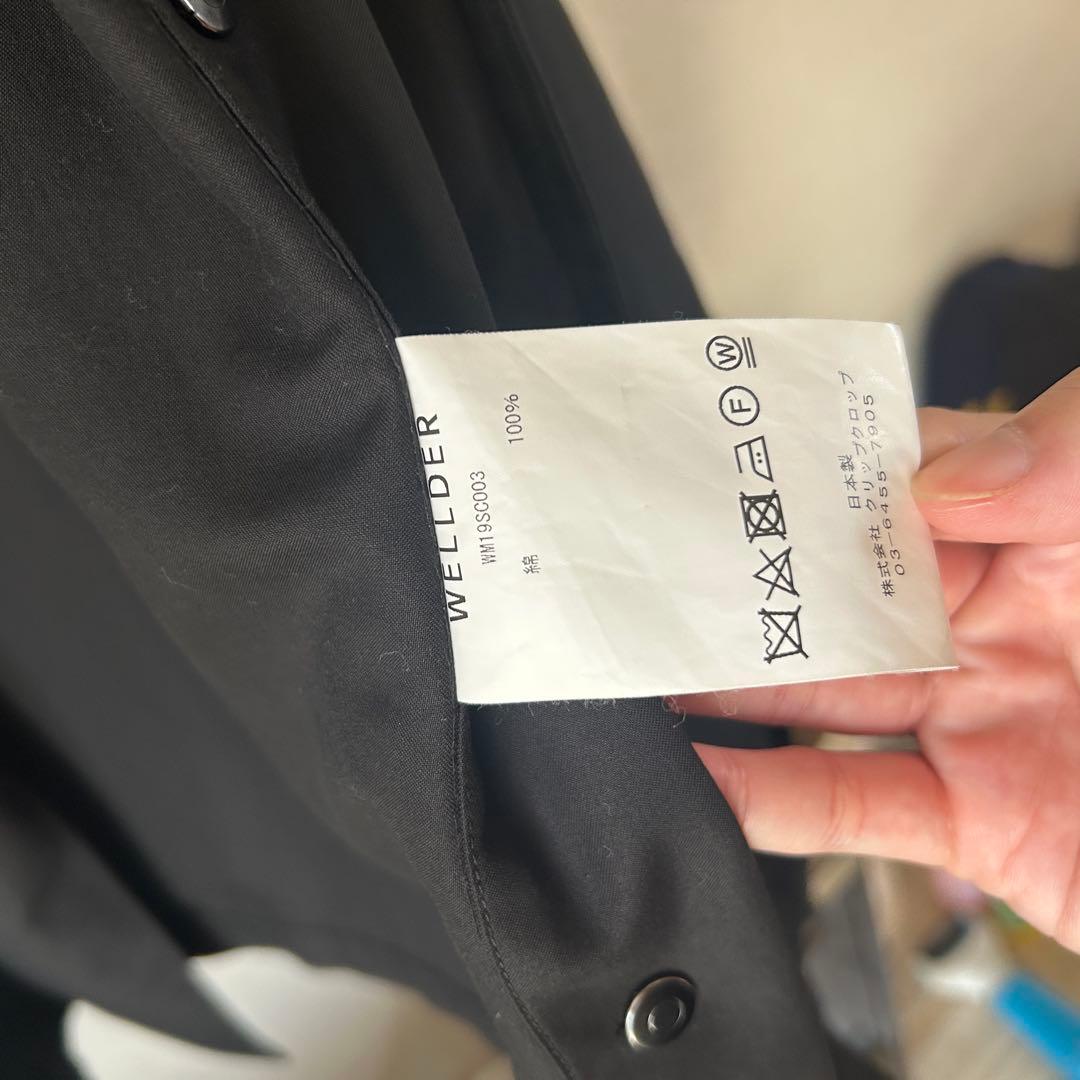 WELLDER
WM19SC003
綿 100%
F W
日本製
株式会社 クリップクロップ
03-6455-7905